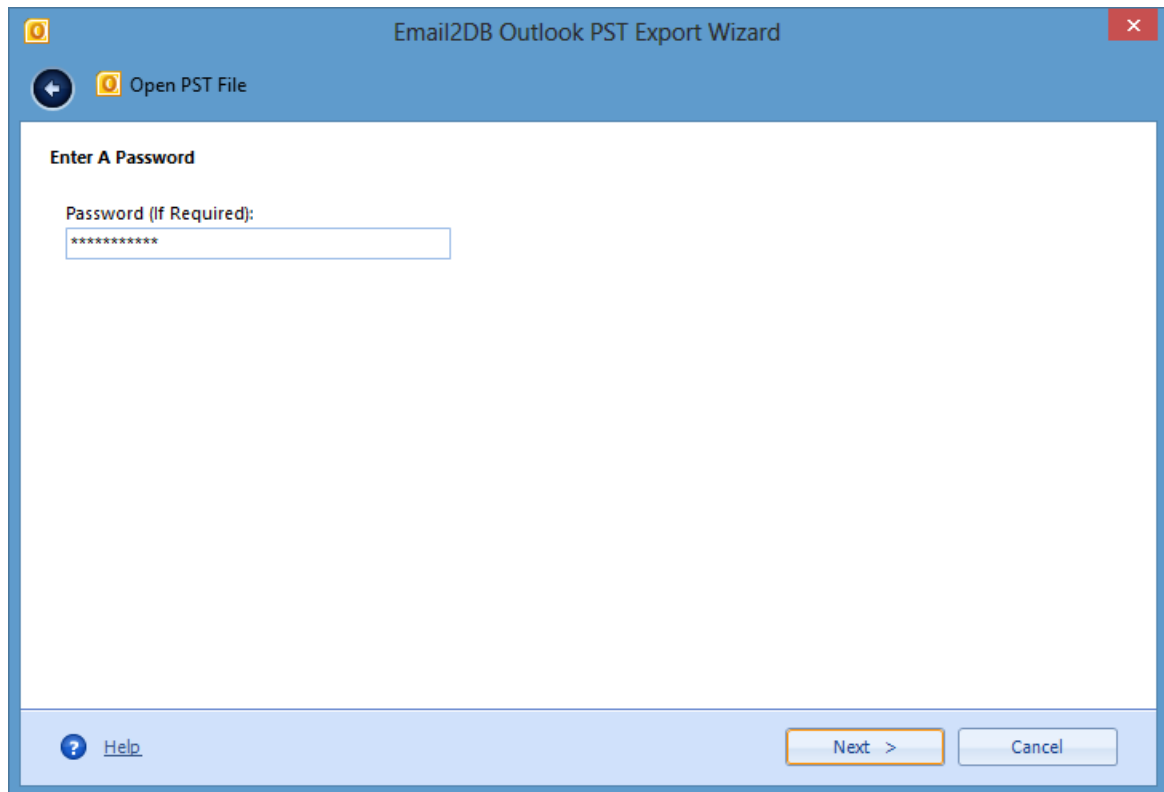 Email2DB Outlook PST Export Wizard
Open PST File
Enter A Password
Password (If Required):
***********
Help
Next >
Cancel